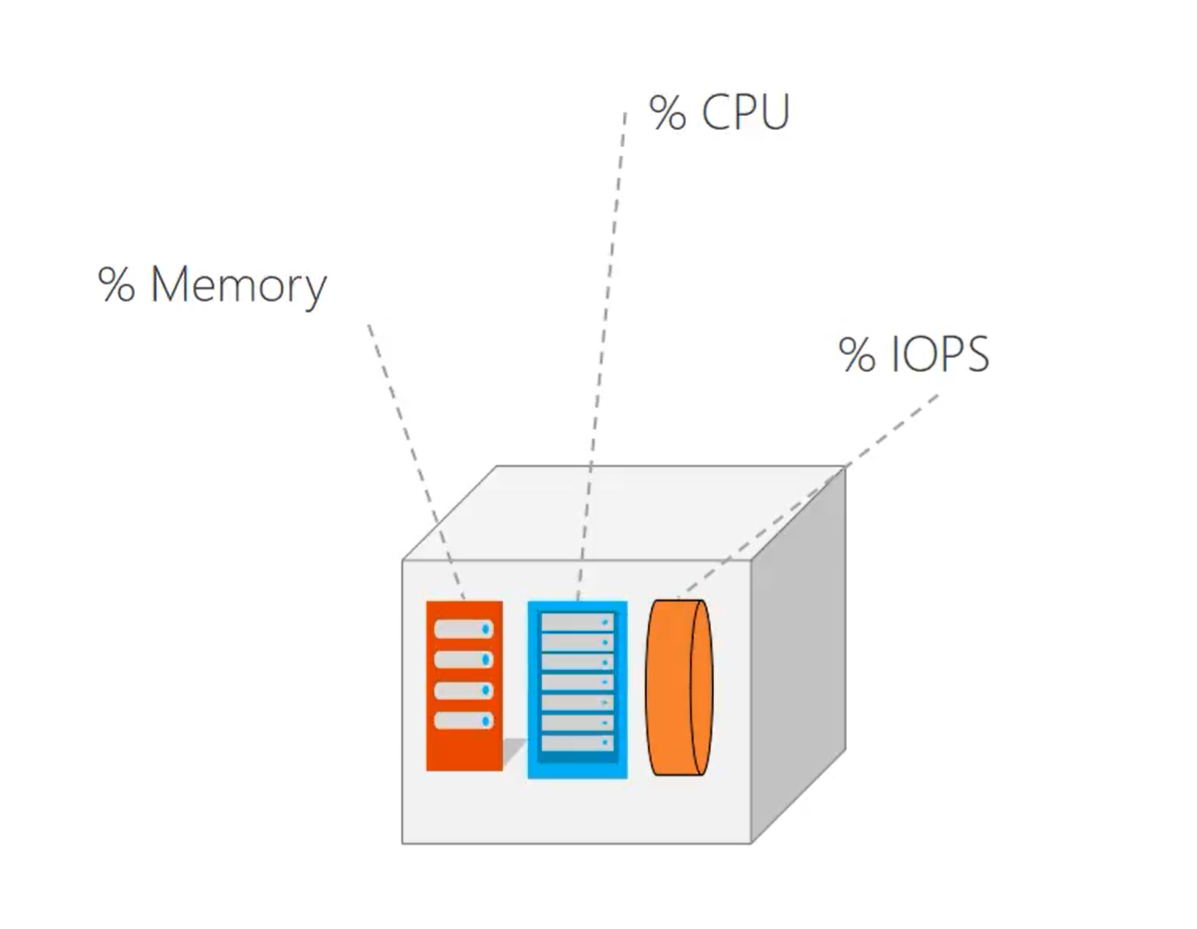 % CPU
% Memory
% IOPS